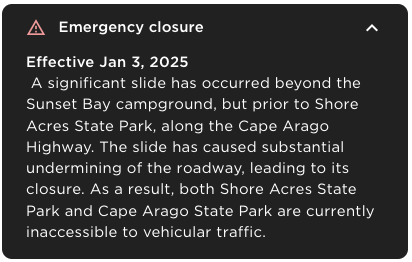 Emergency closure
Effective Jan 3, 2025
A significant slide has occurred beyond the
Sunset Bay campground, but prior to Shore
Acres State Park, along the Cape Arago
Highway. The slide has caused substantial
undermining of the roadway, leading to its
closure. As a result, both Shore Acres State
Park and Cape Arago State Park are currently
inaccessible to vehicular traffic.